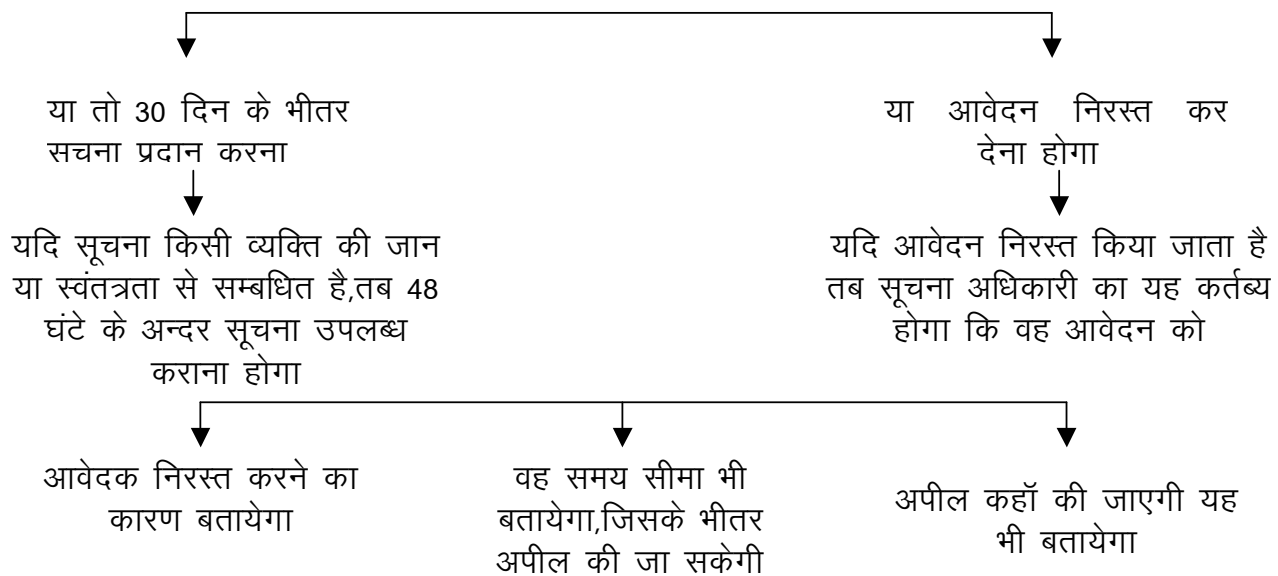 या तो 30 दिन के भीतर
सचना प्रदान करना
या आवेदन निरस्त कर
देना होगा
यदि सूचना किसी व्यक्ति की जान
या स्वंतत्रता से सम्बधित है,तब 48
घंटे के अन्दर सूचना उपलब्ध
कराना होगा
यदि आवेदन निरस्त किया जाता है
तब सूचना अधिकारी का यह कर्तब्य
होगा कि वह आवेदन को
आवेदक निरस्त करने का
कारण बतायेगा
वह समय सीमा भी
बतायेगा,जिसके भीतर
अपील की जा सकेगी
अपील कहॉ की जाएगी यह
भी बतायेगा